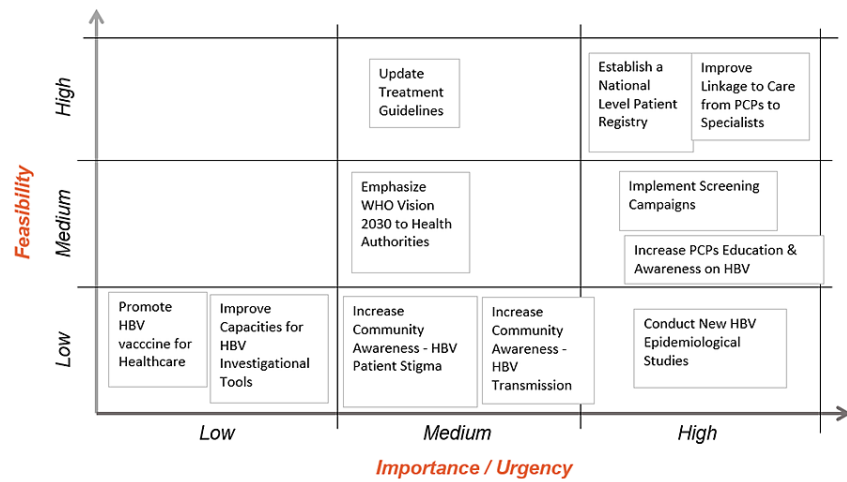 Feasibility
High
Medium
Low
Update
Treatment
Guidelines
Establish a
National
Level Patient
Registry
Improve
Linkage to Care
from PCPs to
Specialists
Emphasize
WHO Vision
2030 to Health
Authorities
Implement Screening
Campaigns
Increase PCPs Education &
Awareness on HBV
Promote
HBV
vacccine for
Healthcare
Improve
Capacities for
HBV
Investigational
Tools
Increase
Community
Awareness - HBV
Patient Stigma
Increase
Community
Awareness -
HBV
Transmission
Conduct New HBV
Epidemiological
Studies
Low
Medium
High
Importance / Urgency